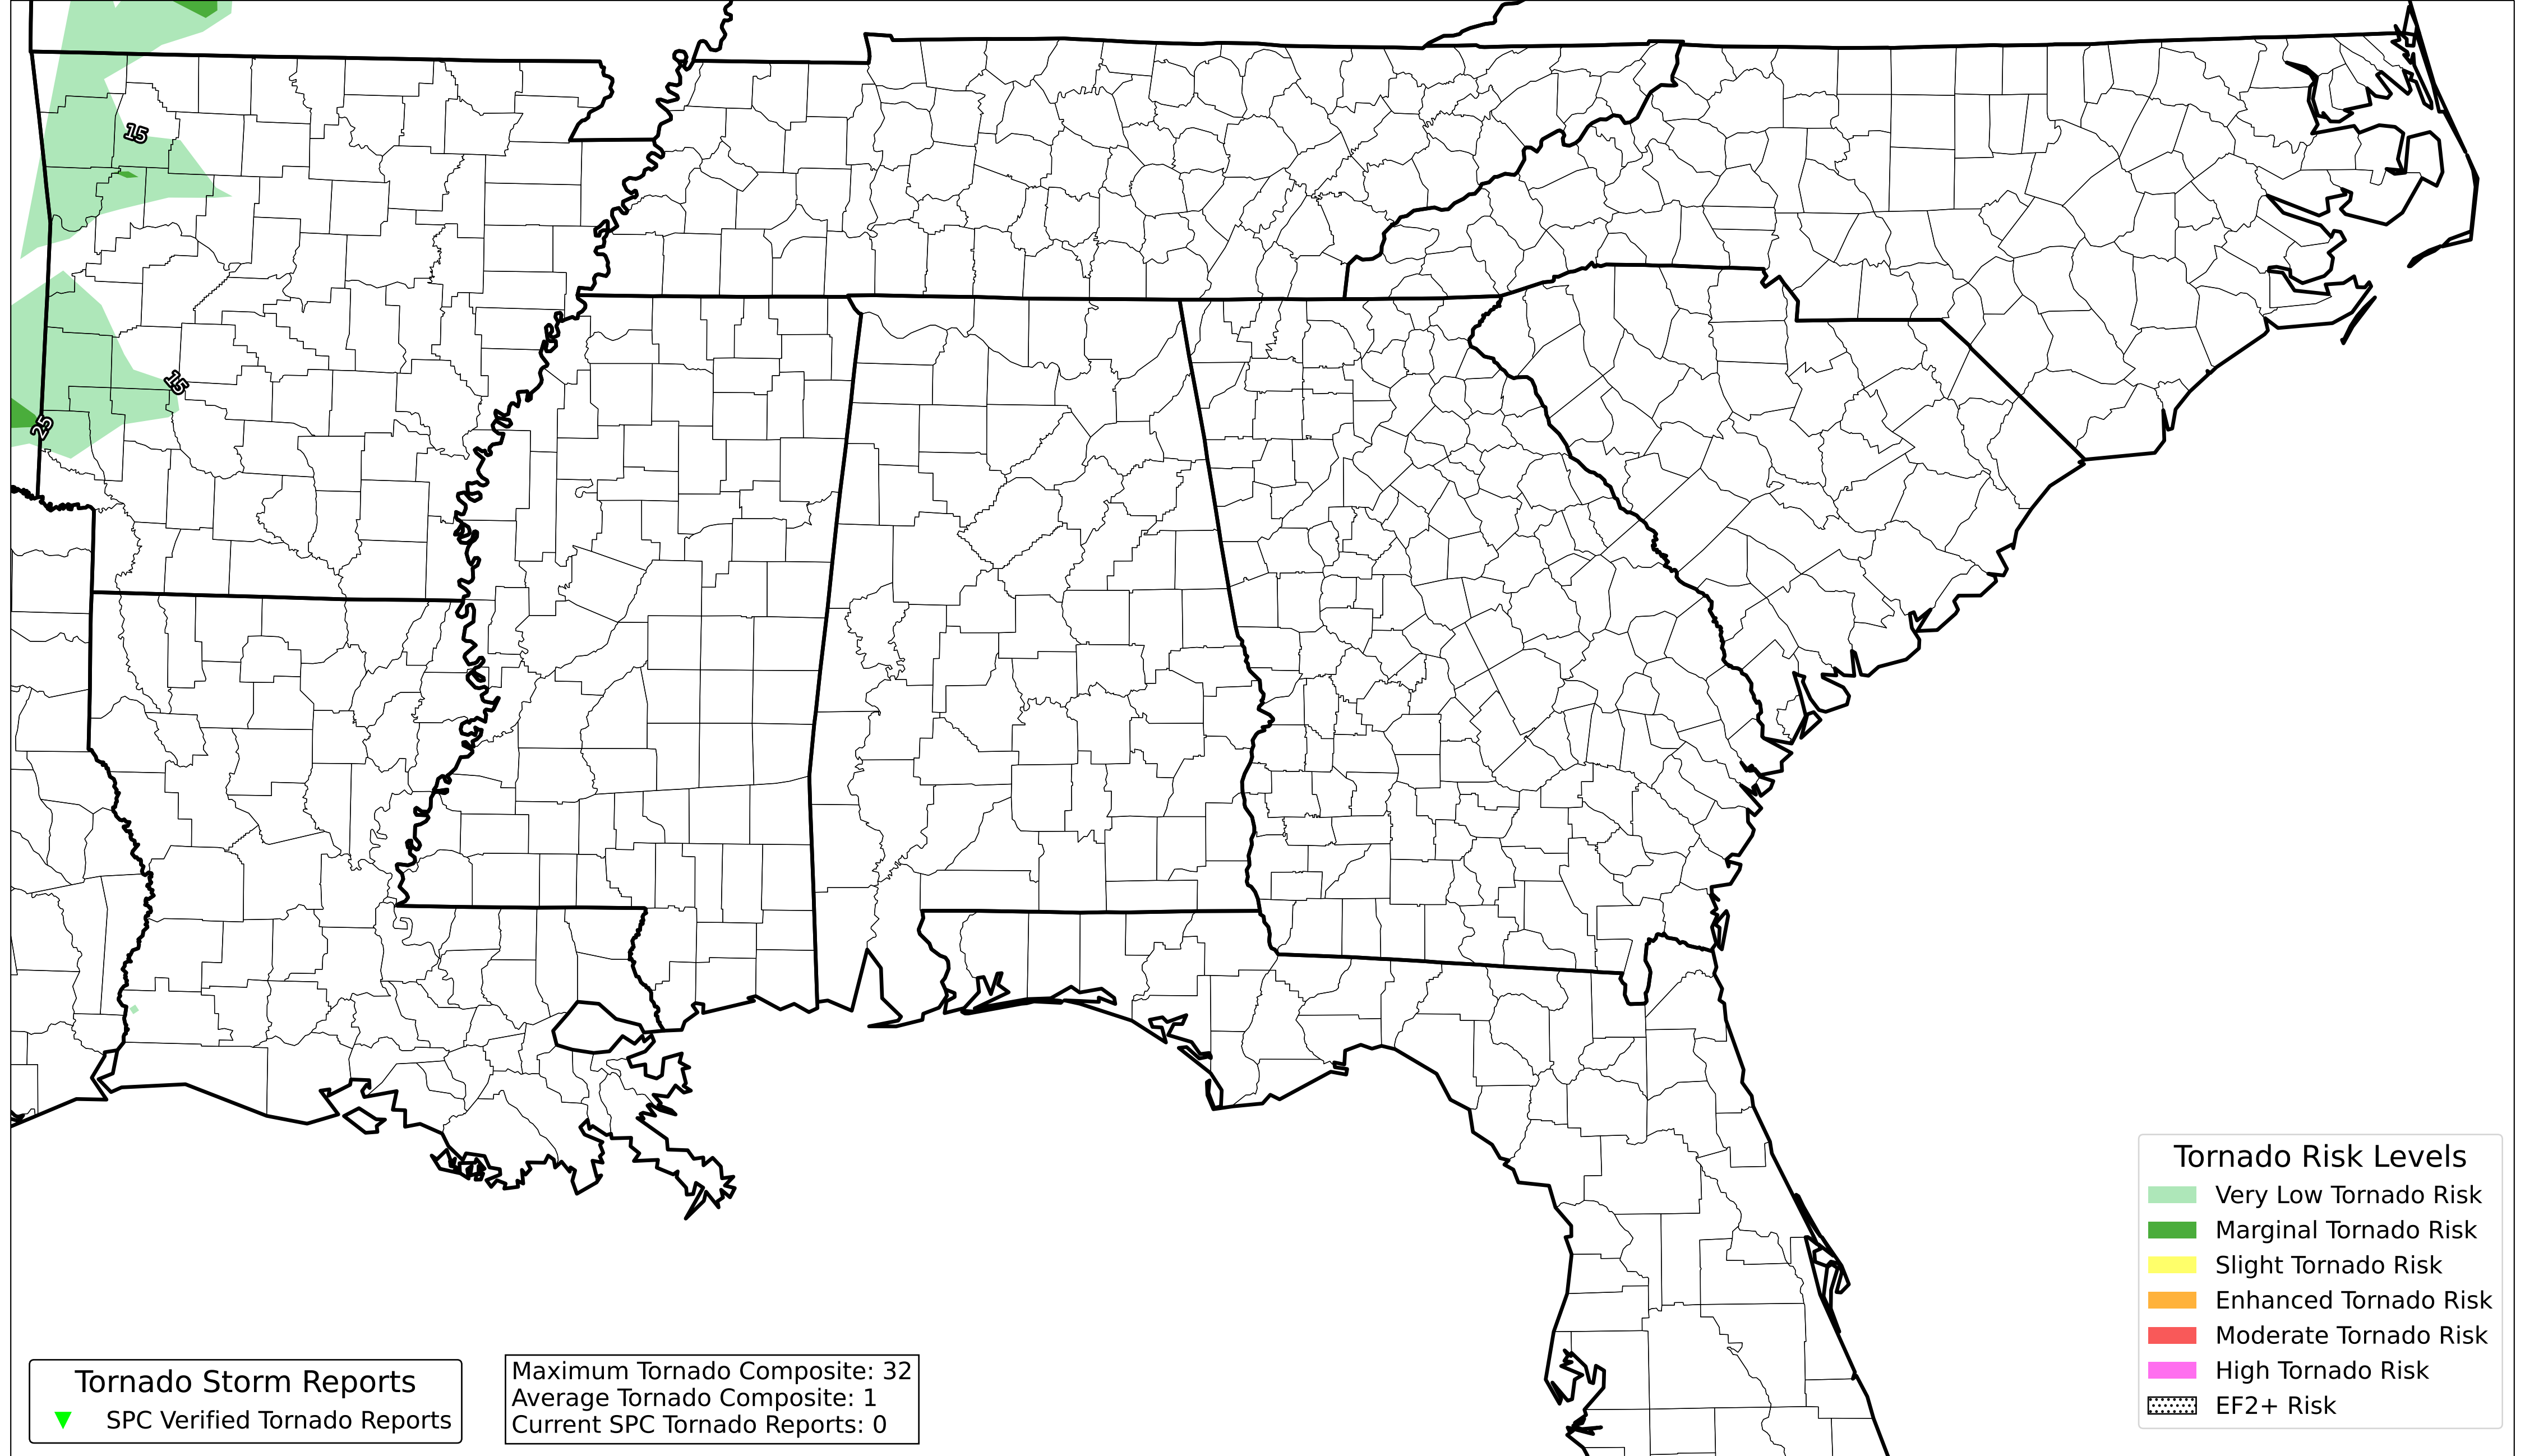 15
15
25
Tornado Risk Levels
Very Low Tornado Risk
Marginal Tornado Risk
Slight Tornado Risk
Enhanced Tornado Risk
Moderate Tornado Risk
High Tornado Risk
EF2+ Risk
Tornado Storm Reports
SPC Verified Tornado Reports
Maximum Tornado Composite: 32
Average Tornado Composite: 1
Current SPC Tornado Reports: 0